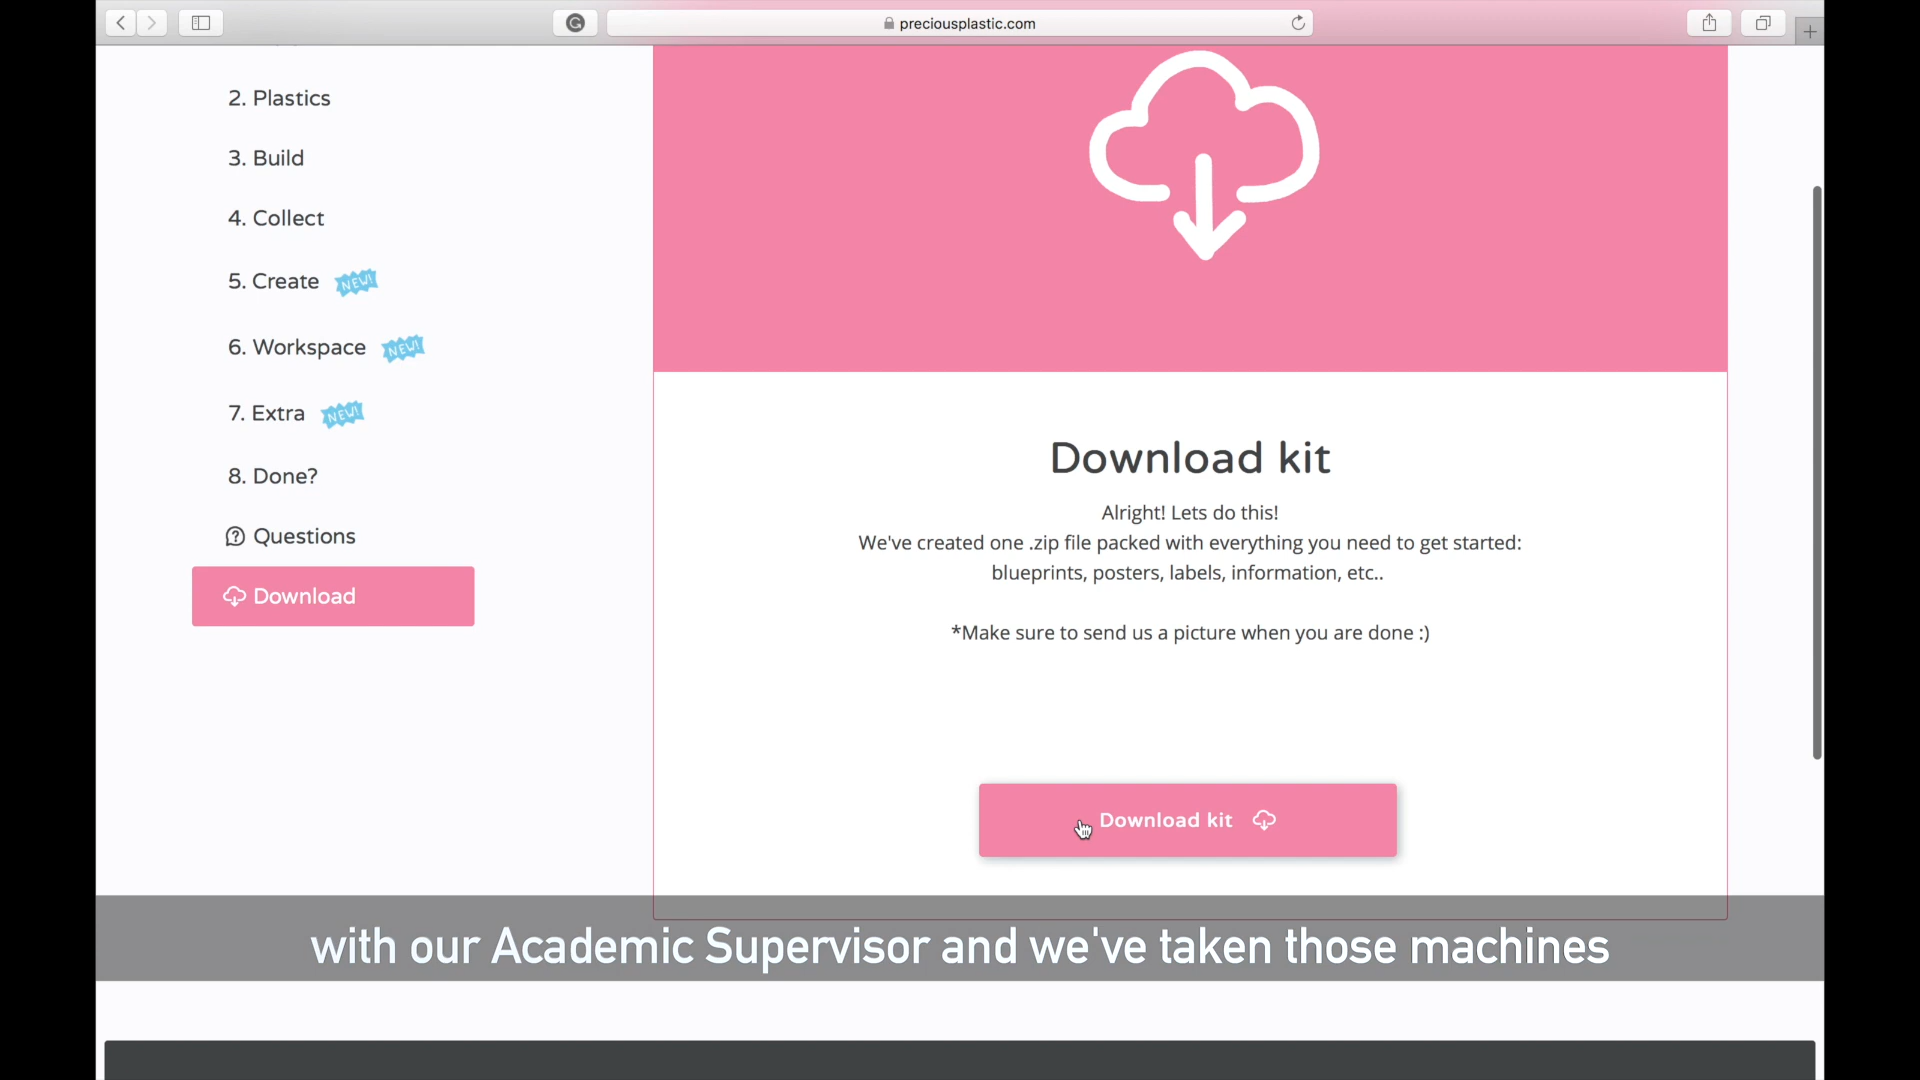 preciousplastic.com
2. Plastics
3. Build
4. Collect
5. Create NEW!
6. Workspace NEW!
7. Extra NEW!
8. Done?
Questions
Download
Download kit
Alright! Lets do this!
We've created one .zip file packed with everything you need to get started:
blueprints, posters, labels, information, etc..
*Make sure to send us a picture when you are done :)
Download kit
with our Academic Supervisor and we've taken those machines